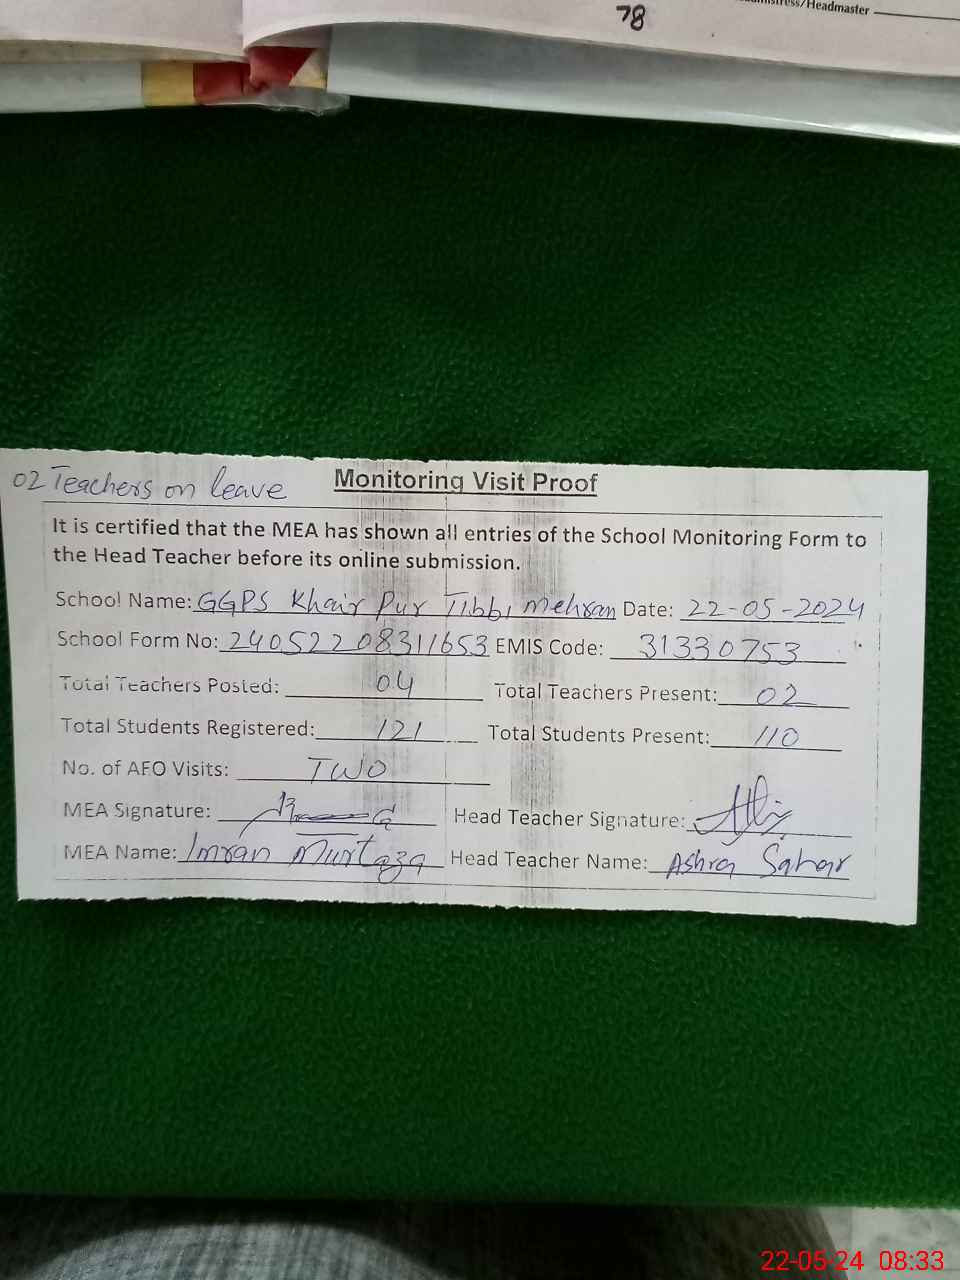 78
/Headmaster
02 Teachers on leave
Monitoring Visit Proof
It is certified that the MEA has shown all entries of the School Monitoring Form to
the Head Teacher before its online submission.
School Name: GGPS Khair Pur Tibbi Mehran Date: 22-05-2024
School Form No: 24052208311653 EMIS Code: 31330753
Total Teachers Posted: 04 Total Teachers Present: 02
Total Students Registered: 121 Total Students Present: 110
No. of AFO Visits: TWO
MEA Signature: Head Teacher Signature:
MEA Name: Imran Murtaza Head Teacher Name: Ashra Sahar
22-05-24 08:33